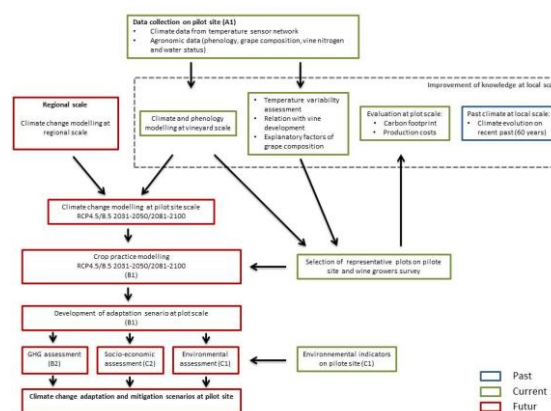 Data collection on pilot site (A1)
• Climate data from temperature sensor network
• Agronomic data (phenology, grape composition, vine nitrogen
and water status)
Improvement of knowledge at local scal
Regional scale
Climate change modelling at
regional scale
Climate and phenology
modelling at vineyard scale
• Temperature variability
assessment
• Relation with vine
development
• Explanatory factors of
grape composition
Evaluation at plot scale:
• Carbon footprint
• Production costs
Past climate at local scale:
• Climate evolution on
recent past (60 years)
Climate change modelling at pilot site scale
RCP4.5/8.5 2031-2050/2081-2100
Crop practice modelling
RCP4.5/8.5 2031-2050/2081-2100
(B1)
Selection of representative plots on pilote
site and wine growers survey
Development of adaptation senario at plot scale
(B1)
GHG assessment
(B2)
Socio-economic
assessment (C2)
Environmental
assessment (C1)
Environnemental indicators
on pilot site (C1)
Climate change adaptation and mitigation scenarios at pilot site
Past
Current
Futur